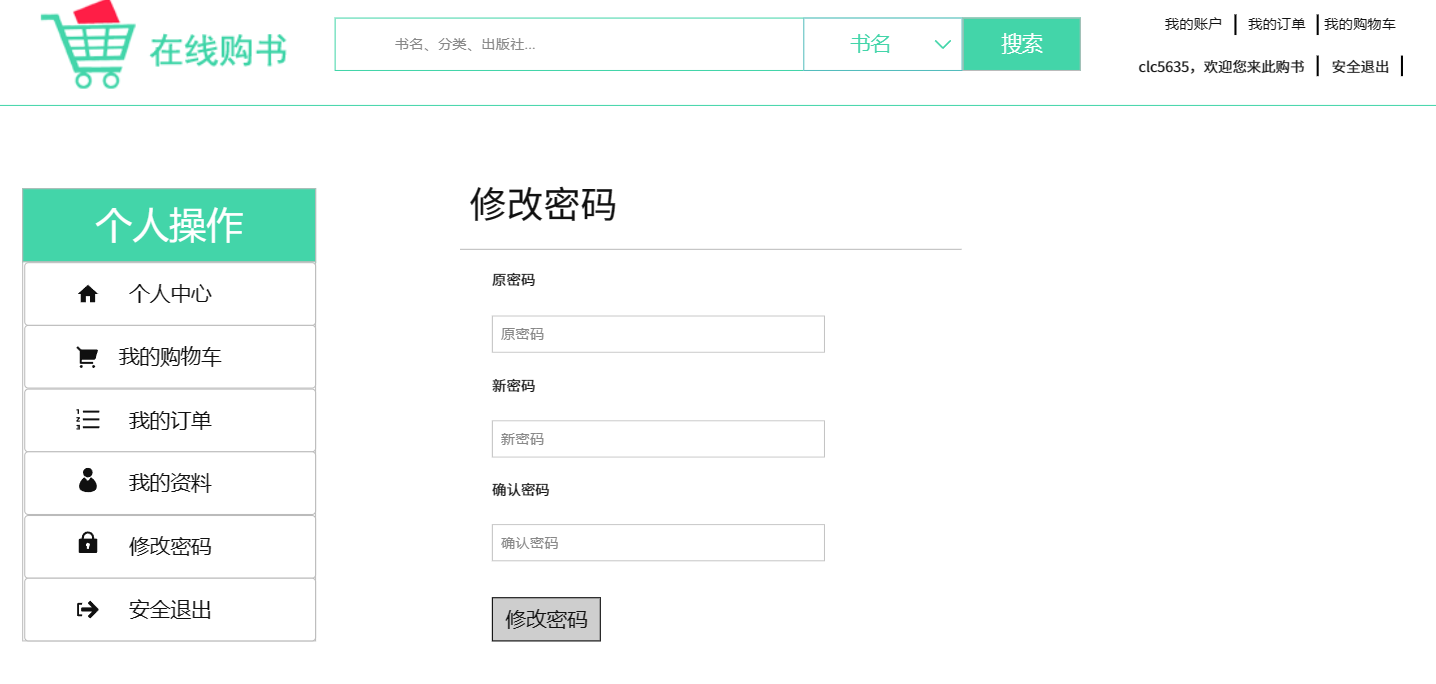 在线购书
书名、分类、出版社...
书名
搜索
我的账户
我的订单
我的购物车
clc5635，欢迎您来此购书
安全退出
个人操作
个人中心
我的购物车
我的订单
我的资料
修改密码
安全退出
修改密码
原密码
原密码
新密码
新密码
确认密码
确认密码
修改密码